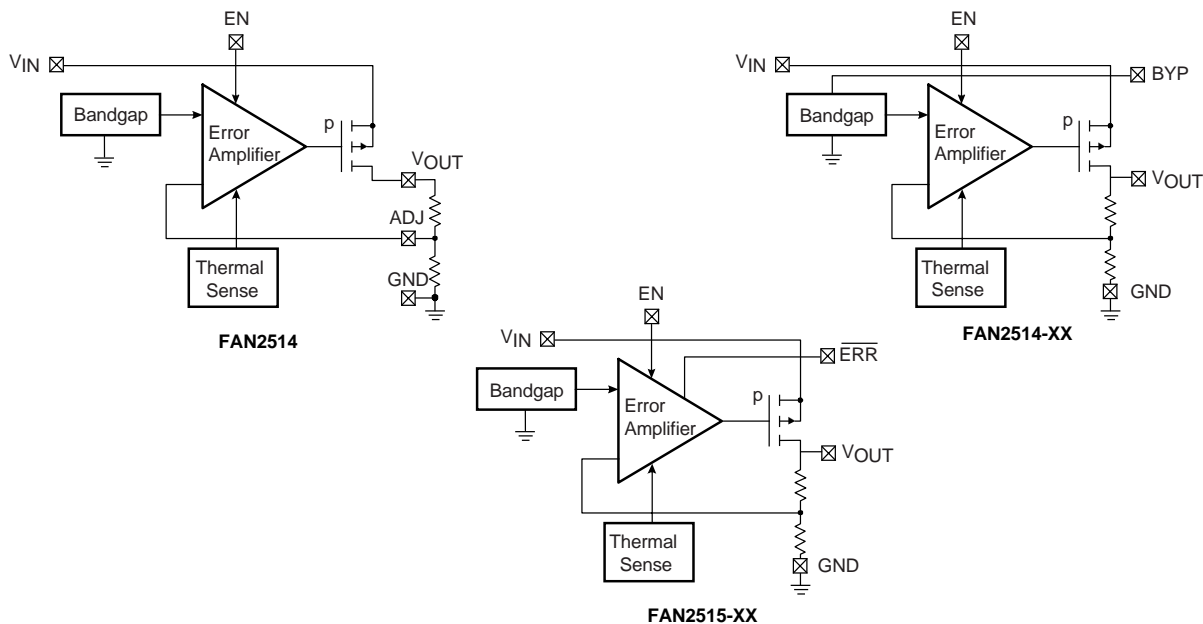 EN
VIN
Bandgap
Error
Amplifier
p
VOUT
ADJ
GND
Thermal
Sense
FAN2514
EN
VIN
BYP
Bandgap
Error
Amplifier
p
VOUT
Thermal
Sense
GND
FAN2514-XX
EN
VIN
ERR
Bandgap
Error
Amplifier
p
VOUT
Thermal
Sense
GND
FAN2515-XX